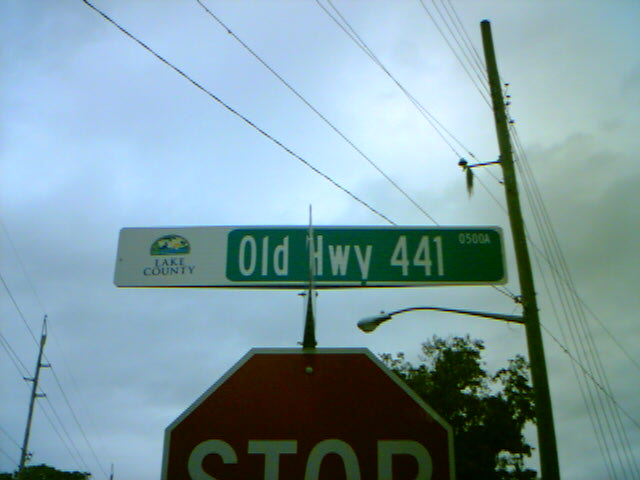 LAKE
COUNTY
Old Hwy 441
0500A
STOP